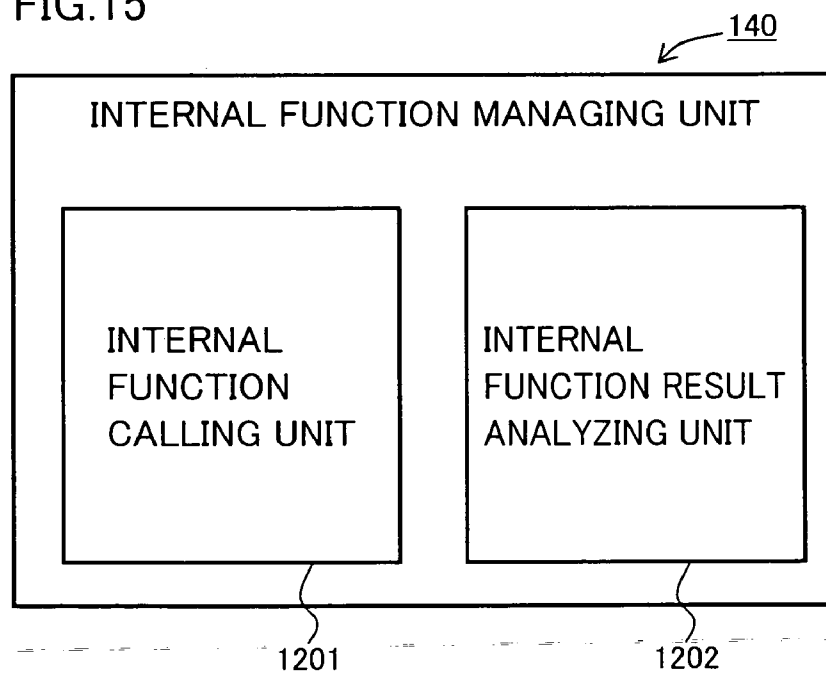 FIG.15
140
INTERNAL FUNCTION MANAGING UNIT
INTERNAL
FUNCTION
CALLING UNIT
INTERNAL
FUNCTION RESULT
ANALYZING UNIT
1201
1202